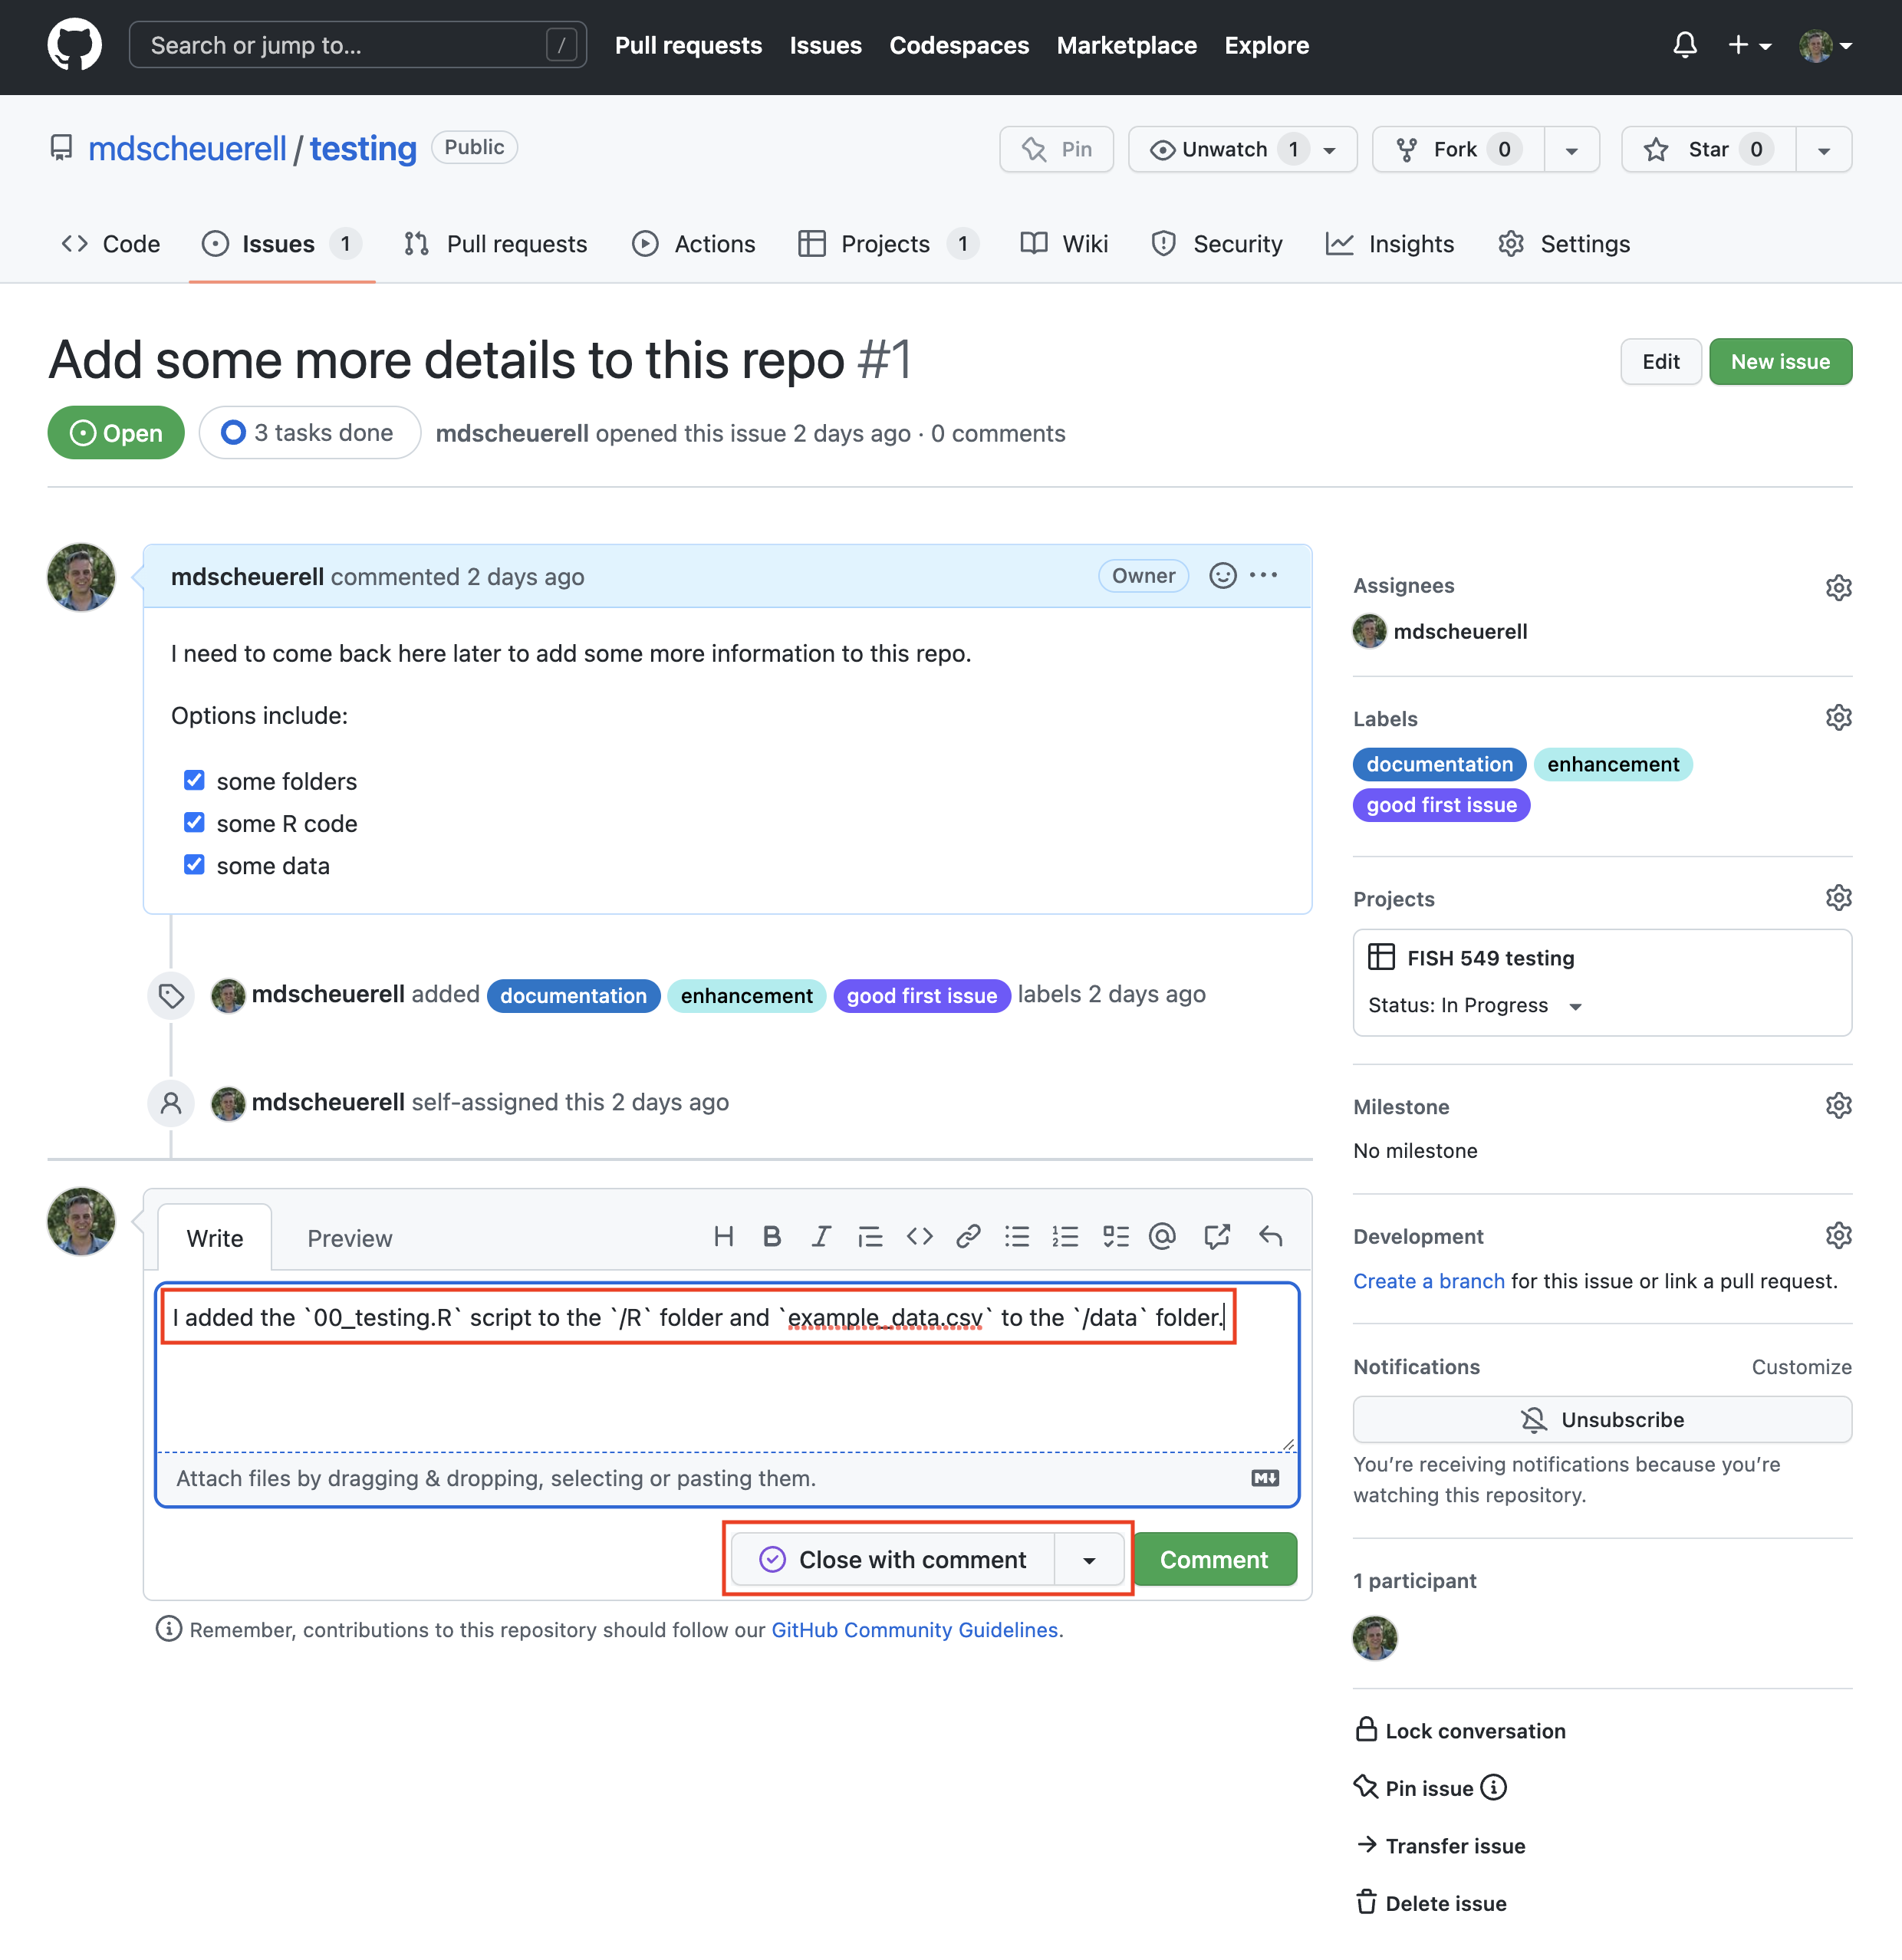 Search or jump to... /
Pull requests Issues Codespaces Marketplace Explore
mdscheuerell / testing Public
Pin
Unwatch 1
Fork 0
Star 0
Code
Issues 1
Pull requests
Actions
Projects 1
Wiki
Security
Insights
Settings
Add some more details to this repo #1
Edit
New issue
Open
3 tasks done
mdscheuerell opened this issue 2 days ago · 0 comments
mdscheuerell commented 2 days ago
Owner
I need to come back here later to add some more information to this repo.
Options include:
some folders
some R code
some data
mdscheuerell added documentation enhancement good first issue labels 2 days ago
mdscheuerell self-assigned this 2 days ago
Write
Preview
I added the `00_testing.R` script to the `/R` folder and `example_data.csv` to the `/data` folder.
Attach files by dragging & dropping, selecting or pasting them.
Close with comment
Comment
Remember, contributions to this repository should follow our GitHub Community Guidelines.
Assignees
mdscheuerell
Labels
documentation enhancement
good first issue
Projects
FISH 549 testing
Status: In Progress
Milestone
No milestone
Development
Create a branch for this issue or link a pull request.
Notifications Customize
Unsubscribe
You’re receiving notifications because you’re
watching this repository.
1 participant
Lock conversation
Pin issue
Transfer issue
Delete issue